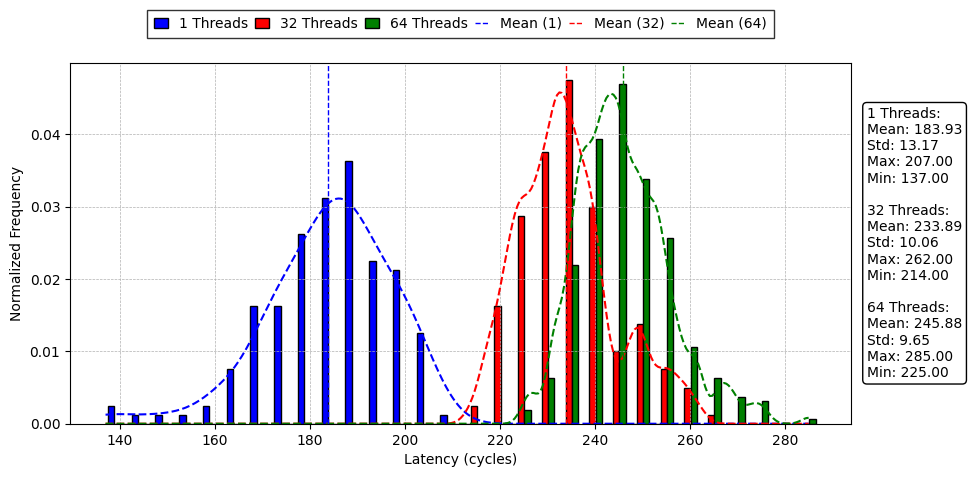 1 Threads 32 Threads 64 Threads Mean (1) Mean (32) Mean (64)
Normalized Frequency
0.04
0.03
0.02
0.01
0.00
140 160 180 200 220 240 260 280
Latency (cycles)
1 Threads:
Mean: 183.93
Std: 13.17
Max: 207.00
Min: 137.00
32 Threads:
Mean: 233.89
Std: 10.06
Max: 262.00
Min: 214.00
64 Threads:
Mean: 245.88
Std: 9.65
Max: 285.00
Min: 225.00